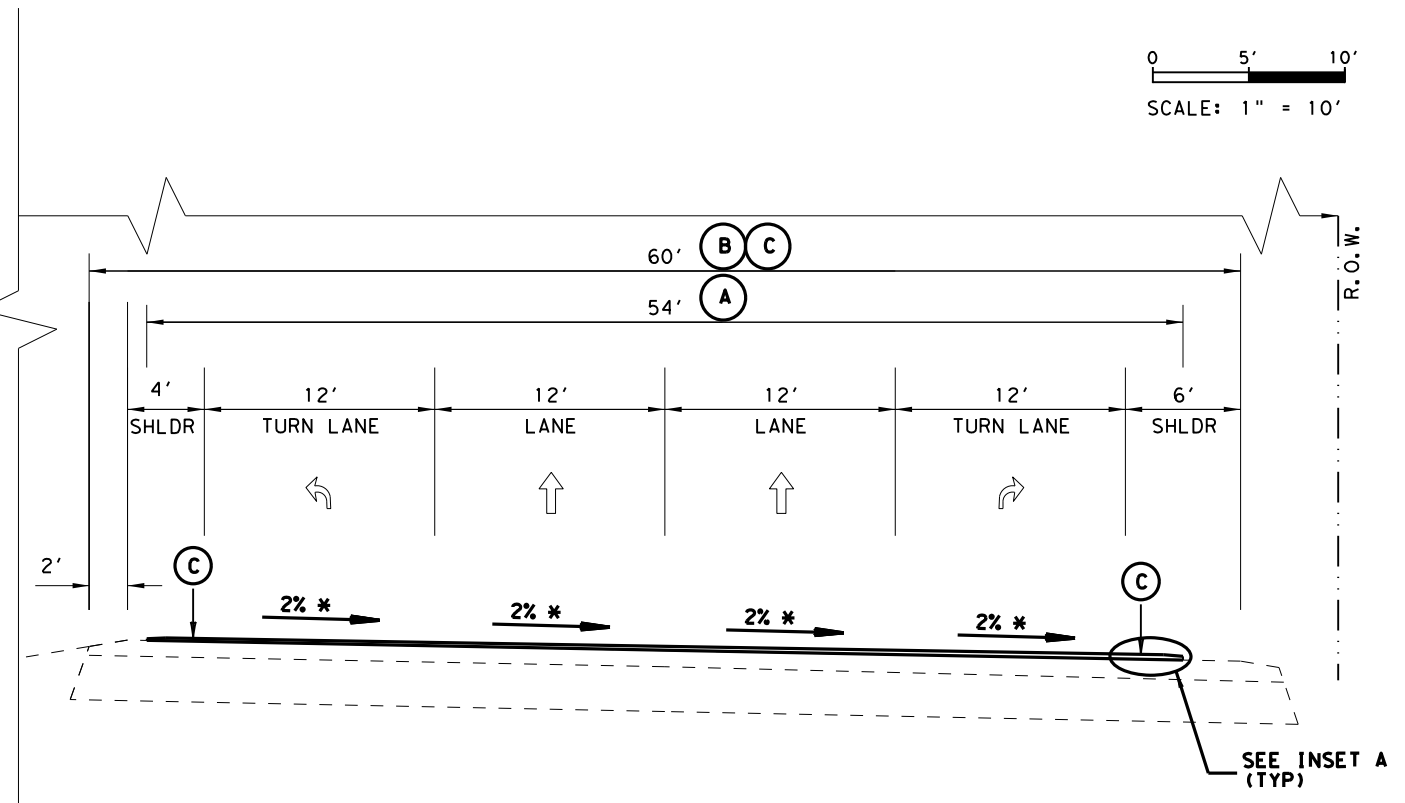 0 5' 10'
SCALE: 1" = 10'
R.O.W.
60' B C
54' A
4' 12' 12' 12' 12' 6'
SHLDR TURN LANE LANE LANE TURN LANE SHLDR
2' C C
2% * 2% * 2% * 2% *
SEE INSET A
(TYP)